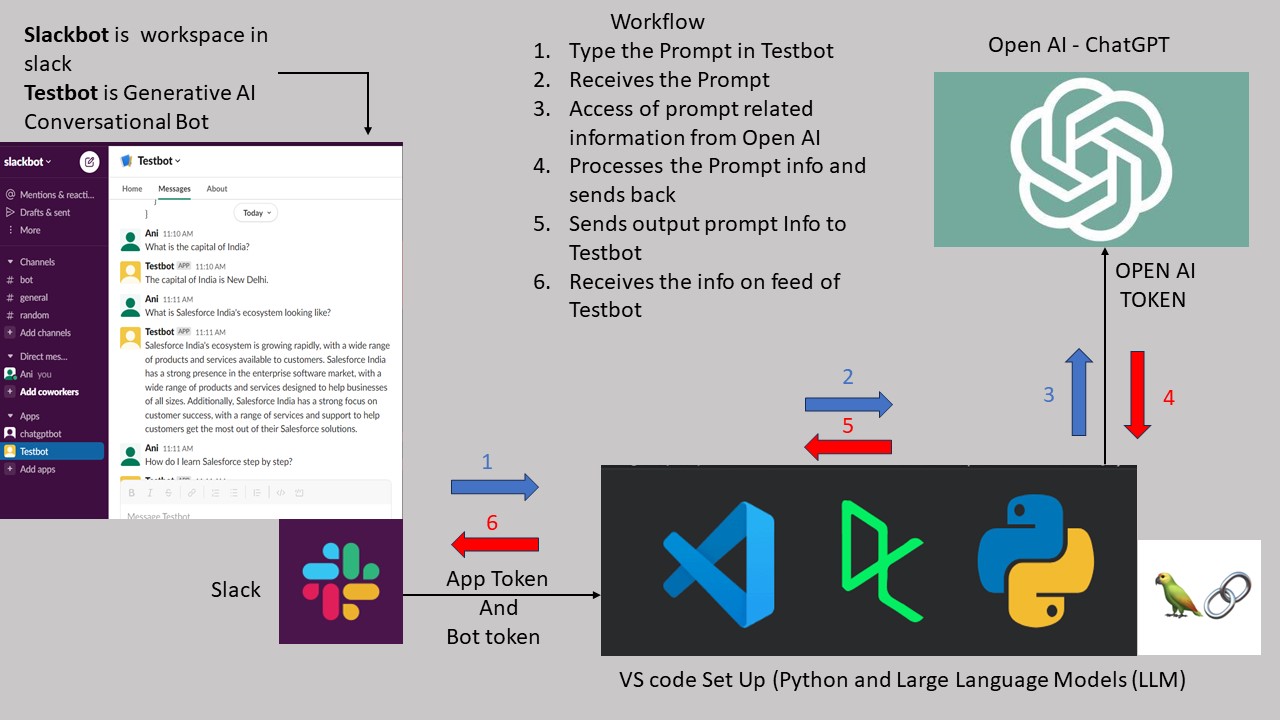 Slackbot is workspace in
slack
Testbot is Generative AI
Conversational Bot
Workflow
1. Type the Prompt in Testbot
2. Receives the Prompt
3. Access of prompt related
information from Open AI
4. Processes the Prompt info and
sends back
5. Sends output prompt Info to
Testbot
6. Receives the info on feed of
Testbot
Open AI - ChatGPT
OPEN AI
TOKEN
slackbot
Mentions & reacti...
Drafts & sent
More
Channels
# bot
# general
# random
+ Add channels
Direct mes...
Ani you
+ Add coworkers
Apps
chatgptbot
Testbot
+ Add apps
Testbot
Home Messages About
}
]
Today
Ani 11:10 AM
What is the capital of India?
Testbot APP 11:10 AM
The capital of India is New Delhi.
Ani 11:11 AM
What is Salesforce India's ecosystem looking like?
Testbot APP 11:11 AM
Salesforce India's ecosystem is growing rapidly, with a wide range
of products and services available to customers. Salesforce India
has a strong presence in the enterprise software market, with a
wide range of products and services designed to help businesses
of all sizes. Additionally, Salesforce India has a strong focus on
customer success, with a range of services and support to help
customers get the most out of their Salesforce solutions.
Ani 11:11 AM
How do I learn Salesforce step by step?
B I S
Message Testbot
1
6
2
5
3
4
Slack
App Token
And
Bot token
VS code Set Up (Python and Large Language Models (LLM)